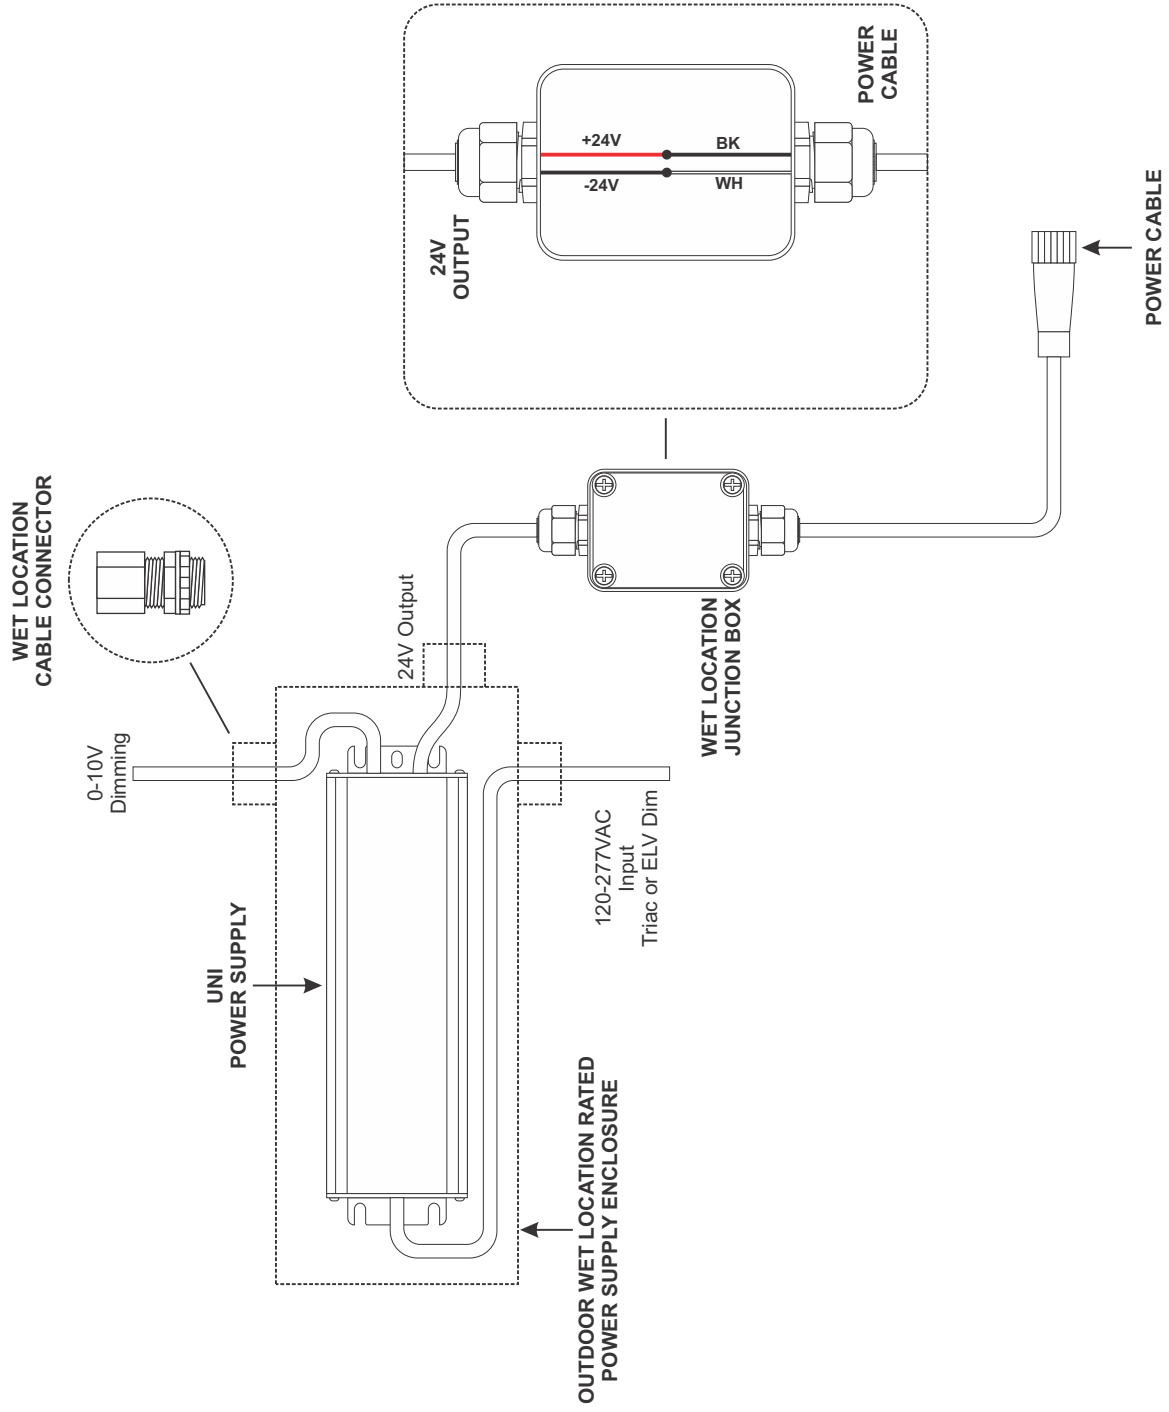 WET LOCATION
CABLE CONNECTOR
0-10V
Dimming
24V Output
UNI
POWER SUPPLY
120-277VAC
Input
Triac or ELV Dim
OUTDOOR WET LOCATION RATED
POWER SUPPLY ENCLOSURE
WET LOCATION
JUNCTION BOX
24V
OUTPUT
+24V
-24V
BK
WH
POWER
CABLE
POWER CABLE